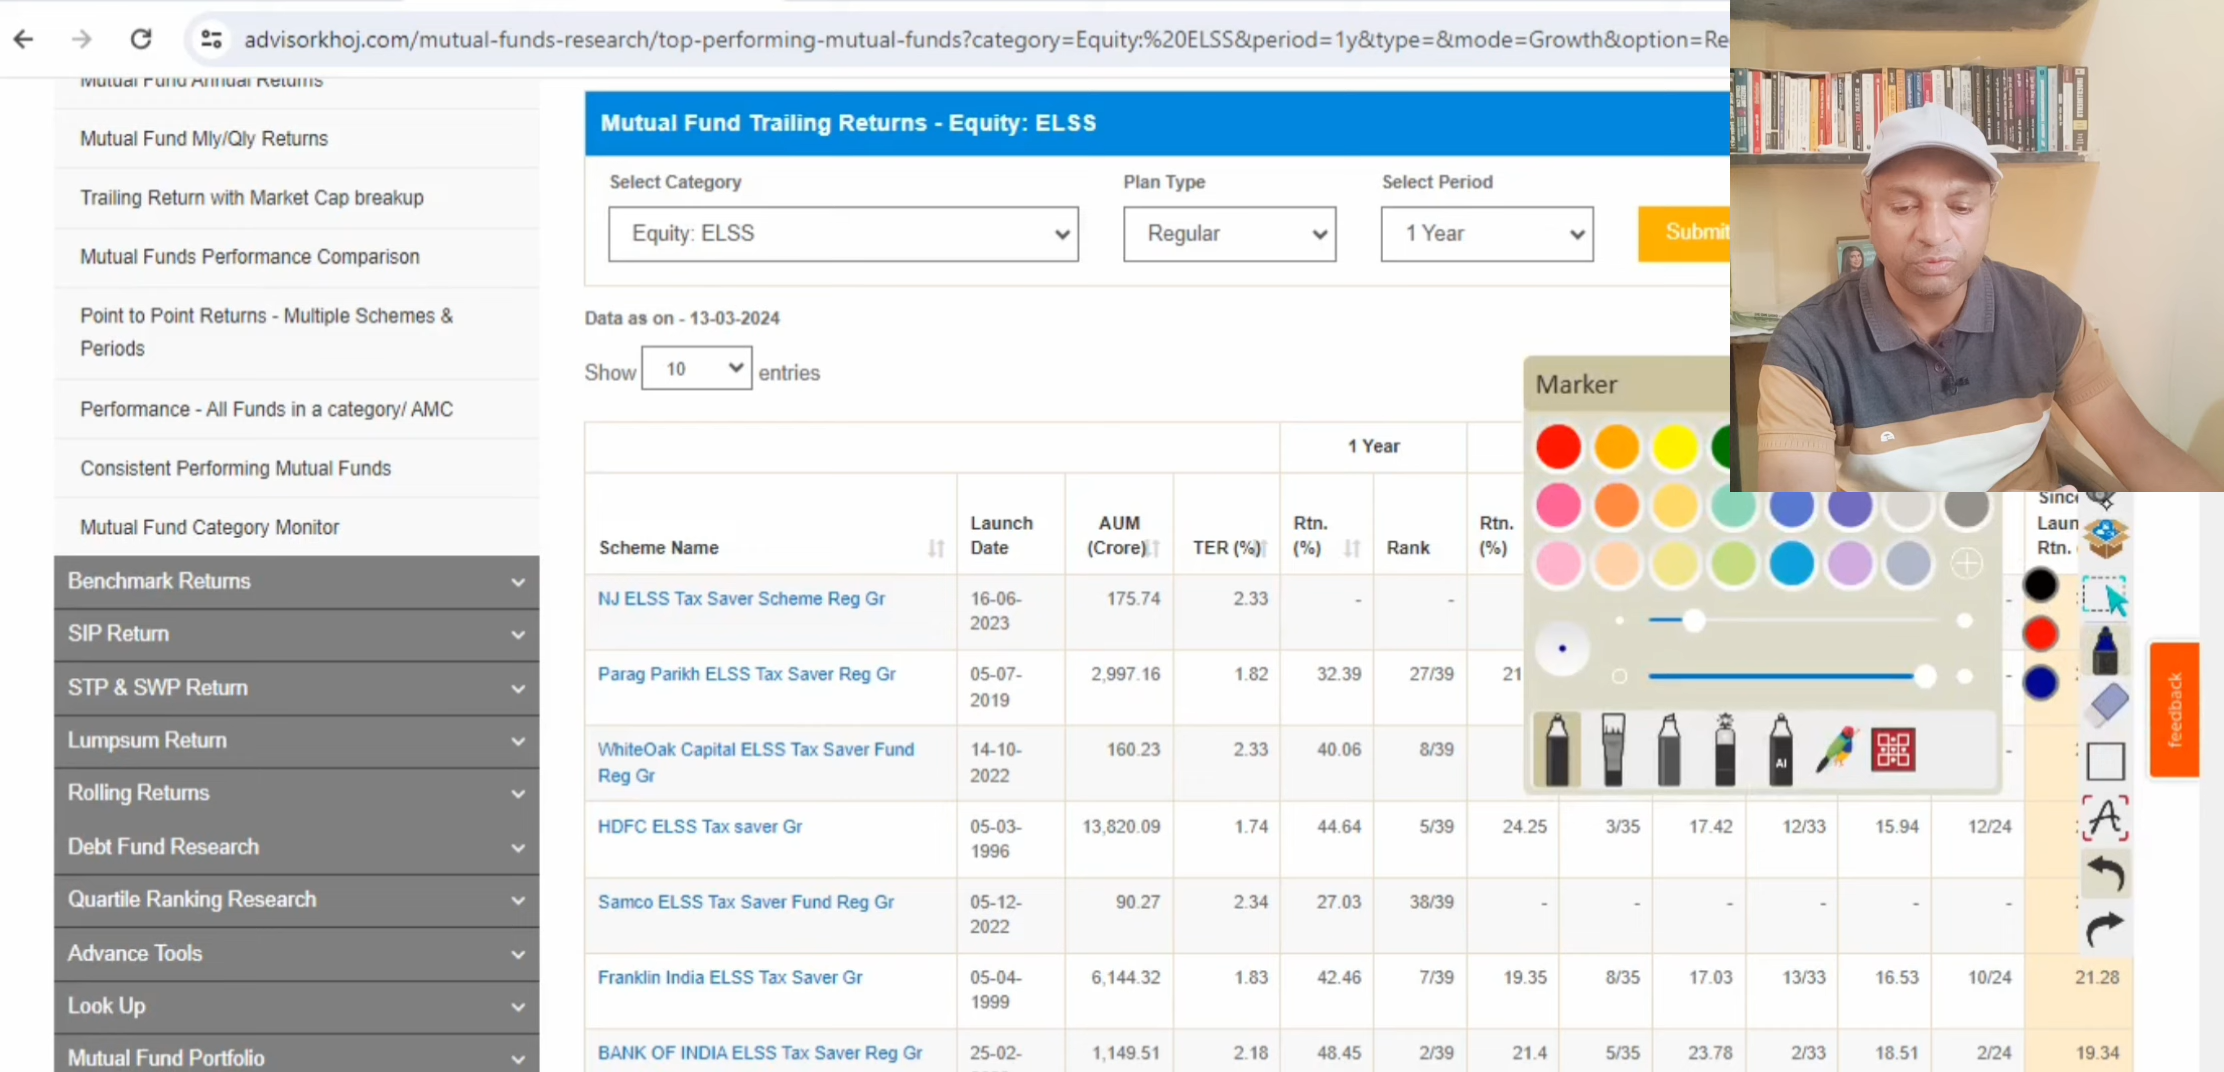 advisorkhoj.com/mutual-funds-research/top-performing-mutual-funds?category=Equity:%20ELSS&period=1y&type=&mode=Growth&option=Re
Mutual Fund Annual Returns
Mutual Fund Mly/Qly Returns
Trailing Return with Market Cap breakup
Mutual Funds Performance Comparison
Point to Point Returns - Multiple Schemes &
Periods
Performance - All Funds in a category/ AMC
Consistent Performing Mutual Funds
Mutual Fund Category Monitor
Benchmark Returns
SIP Return
STP & SWP Return
Lumpsum Return
Rolling Returns
Debt Fund Research
Quartile Ranking Research
Advance Tools
Look Up
Mutual Fund Portfolio
Mutual Fund Trailing Returns - Equity: ELSS
Select Category Plan Type Select Period
Equity: ELSS Regular 1 Year Submit
Data as on - 13-03-2024
Show 10 entries
Marker
1 Year
Scheme Name Launch Date AUM (Crore) TER (%) Rtn. (%) Rank Rtn. (%) Since Laun Rtn.
NJ ELSS Tax Saver Scheme Reg Gr 16-06-2023 175.74 2.33 - - -
Parag Parikh ELSS Tax Saver Reg Gr 05-07-2019 2,997.16 1.82 32.39 27/39 21 -
WhiteOak Capital ELSS Tax Saver Fund Reg Gr 14-10-2022 160.23 2.33 40.06 8/39 -
HDFC ELSS Tax saver Gr 05-03-1996 13,820.09 1.74 44.64 5/39 24.25 3/35 17.42 12/33 15.94 12/24
Samco ELSS Tax Saver Fund Reg Gr 05-12-2022 90.27 2.34 27.03 38/39 - - - - - -
Franklin India ELSS Tax Saver Gr 05-04-1999 6,144.32 1.83 42.46 7/39 19.35 8/35 17.03 13/33 16.53 10/24 21.28
BANK OF INDIA ELSS Tax Saver Reg Gr 25-02- 1,149.51 2.18 48.45 2/39 21.4 5/35 23.78 2/33 18.51 2/24 19.34
AI
A
feedback